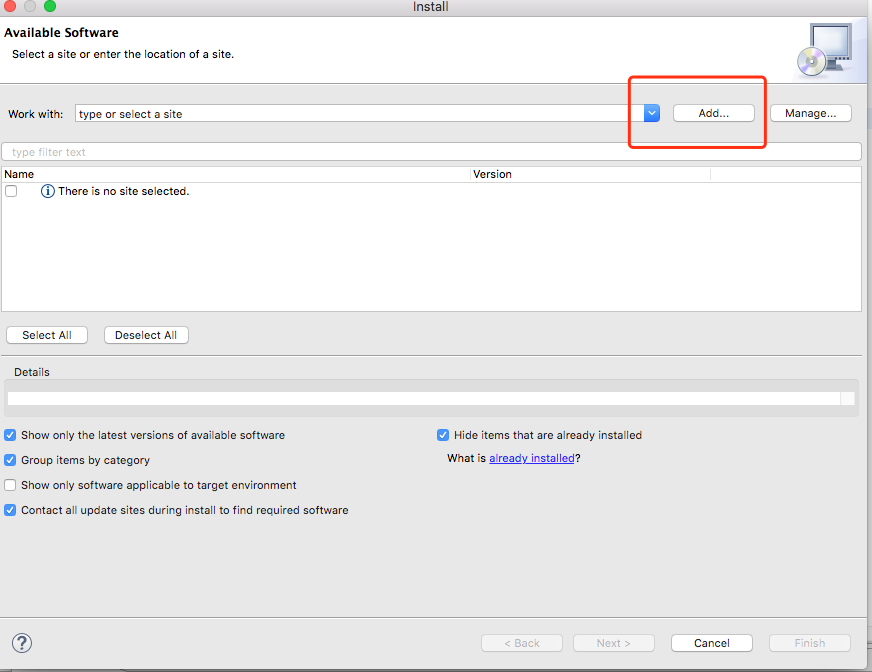 Install
Available Software
Select a site or enter the location of a site.
Work with: type or select a site Add... Manage...
type filter text
Name Version
There is no site selected.
Select All Deselect All
Details
Show only the latest versions of available software Hide items that are already installed
Group items by category What is already installed?
Show only software applicable to target environment
Contact all update sites during install to find required software
? < Back Next > Cancel Finish